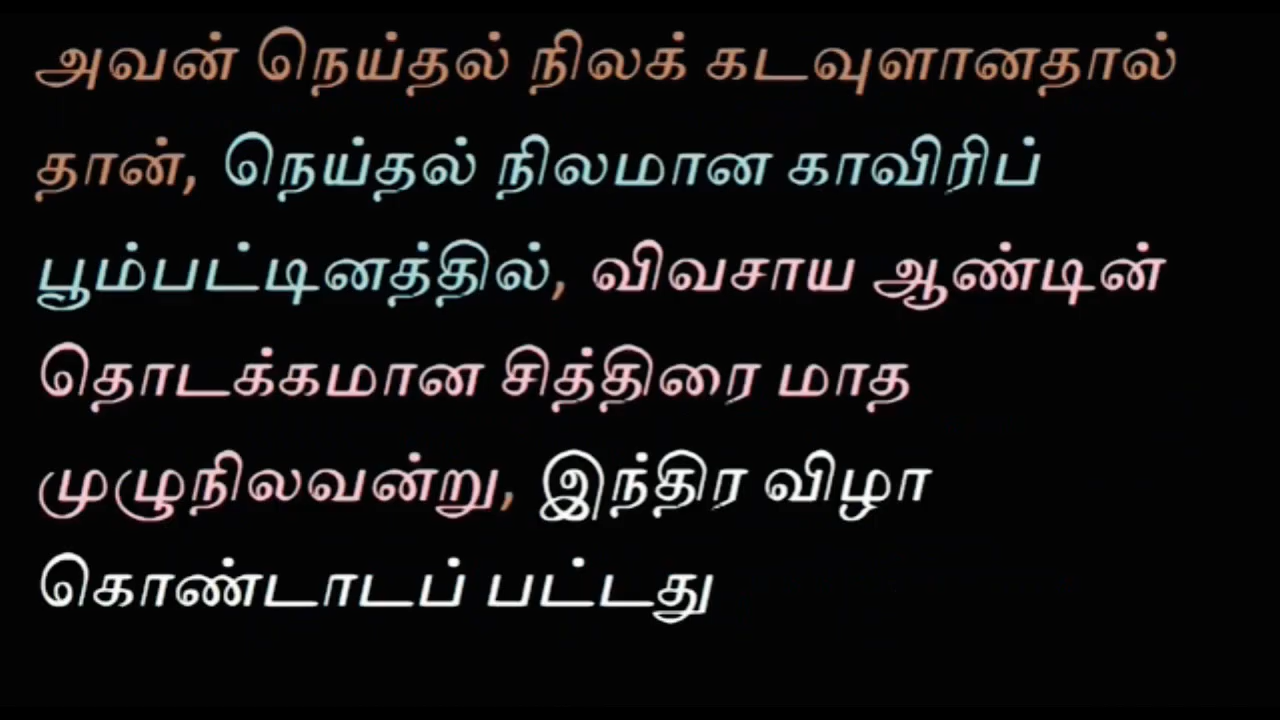 அவன் நெய்தல் நிலக் கடவுளானதால்
தான், நெய்தல் நிலமான காவிரிப்
பூம்பட்டினத்தில், விவசாய ஆண்டின்
தொடக்கமான சித்திரை மாத
முழுநிலவன்று, இந்திர விழா
கொண்டாடப் பட்டது